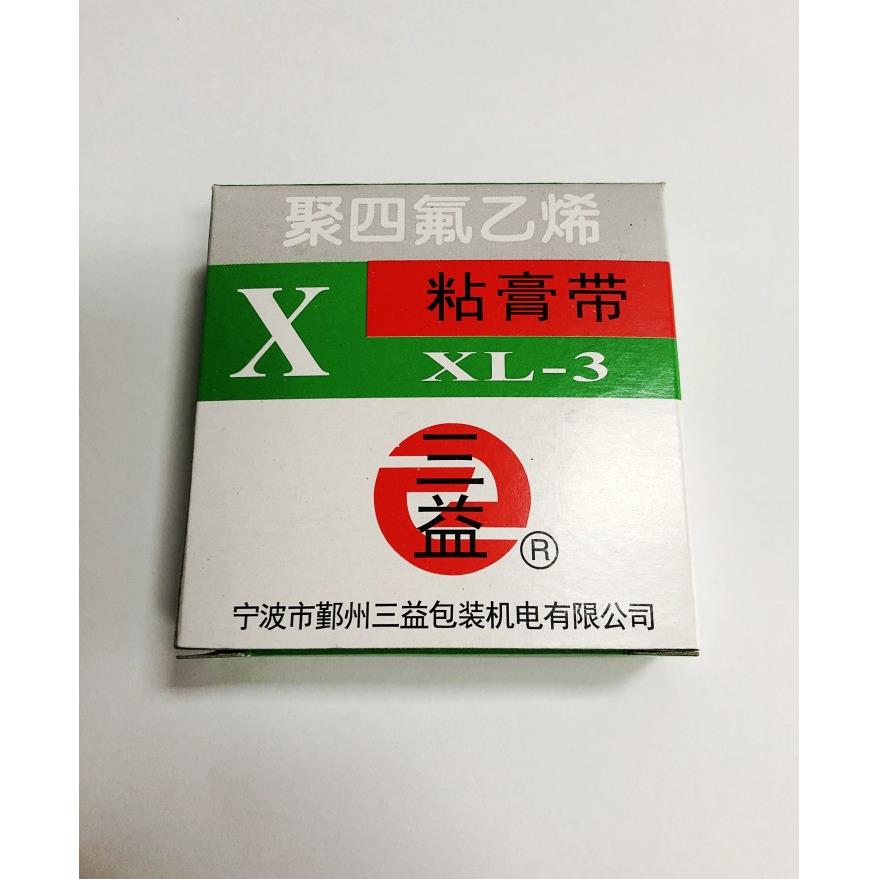 聚四氟乙烯
X
粘膏带
XL-3
三益
®
宁波市鄞州三益包装机电有限公司